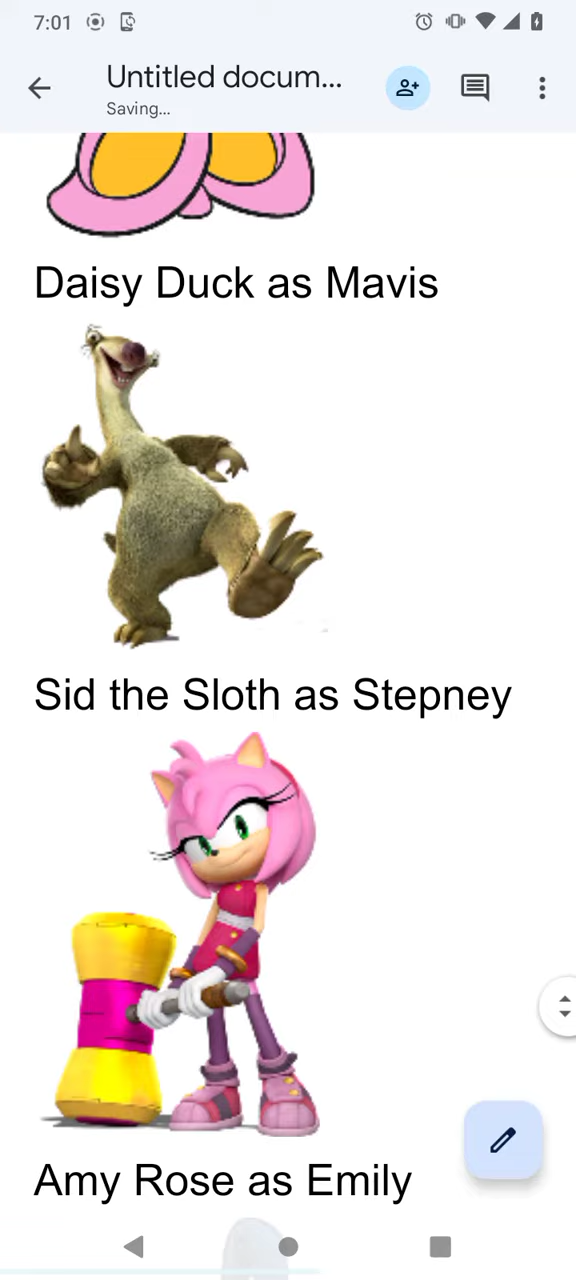 7:01
Untitled docum...
Saving...
Daisy Duck as Mavis
Sid the Sloth as Stepney
Amy Rose as Emily